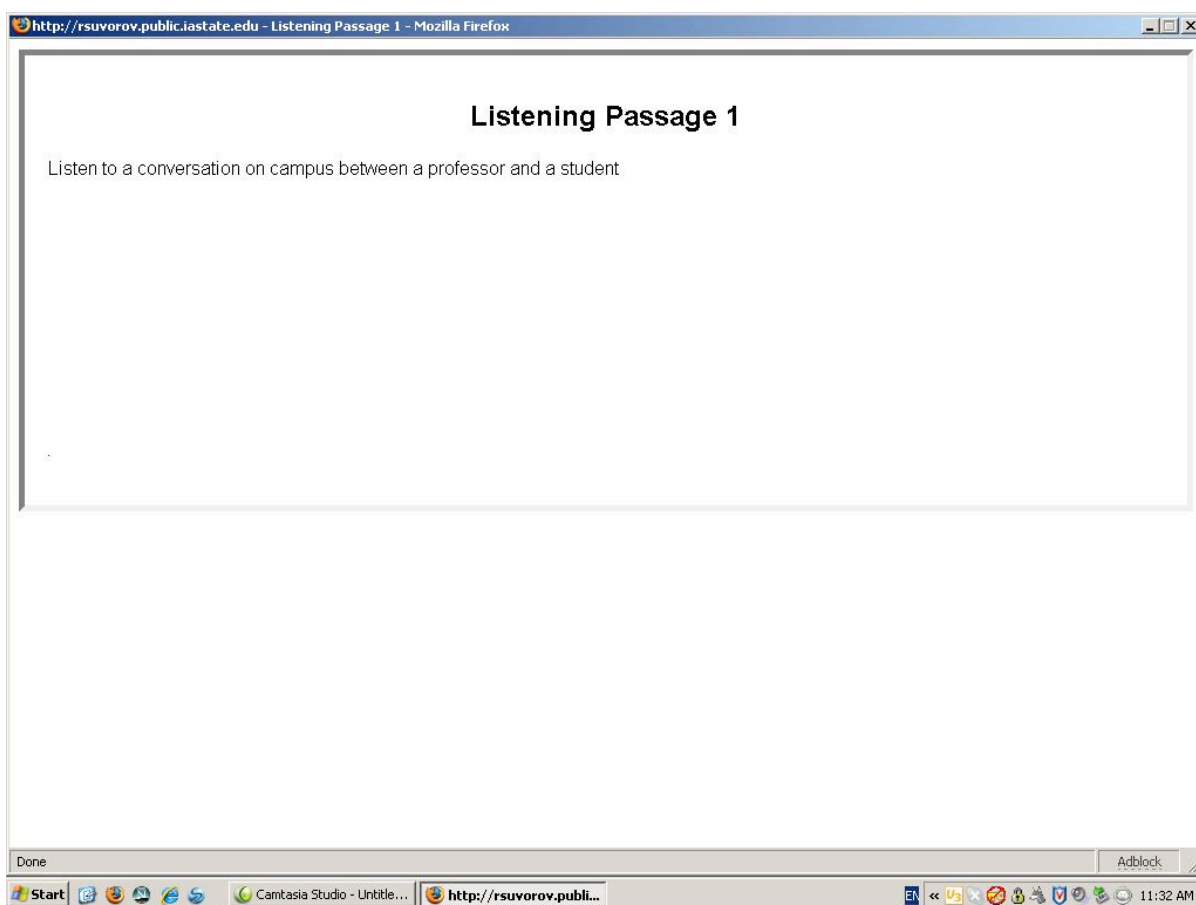 http://rsuvorov.public.iastate.edu - Listening Passage 1 - Mozilla Firefox
Listening Passage 1
Listen to a conversation on campus between a professor and a student
.
Done
Adblock
Start
Camtasia Studio - Untitle...
http://rsuvorov.publi...
EN
«
U3
11:32 AM